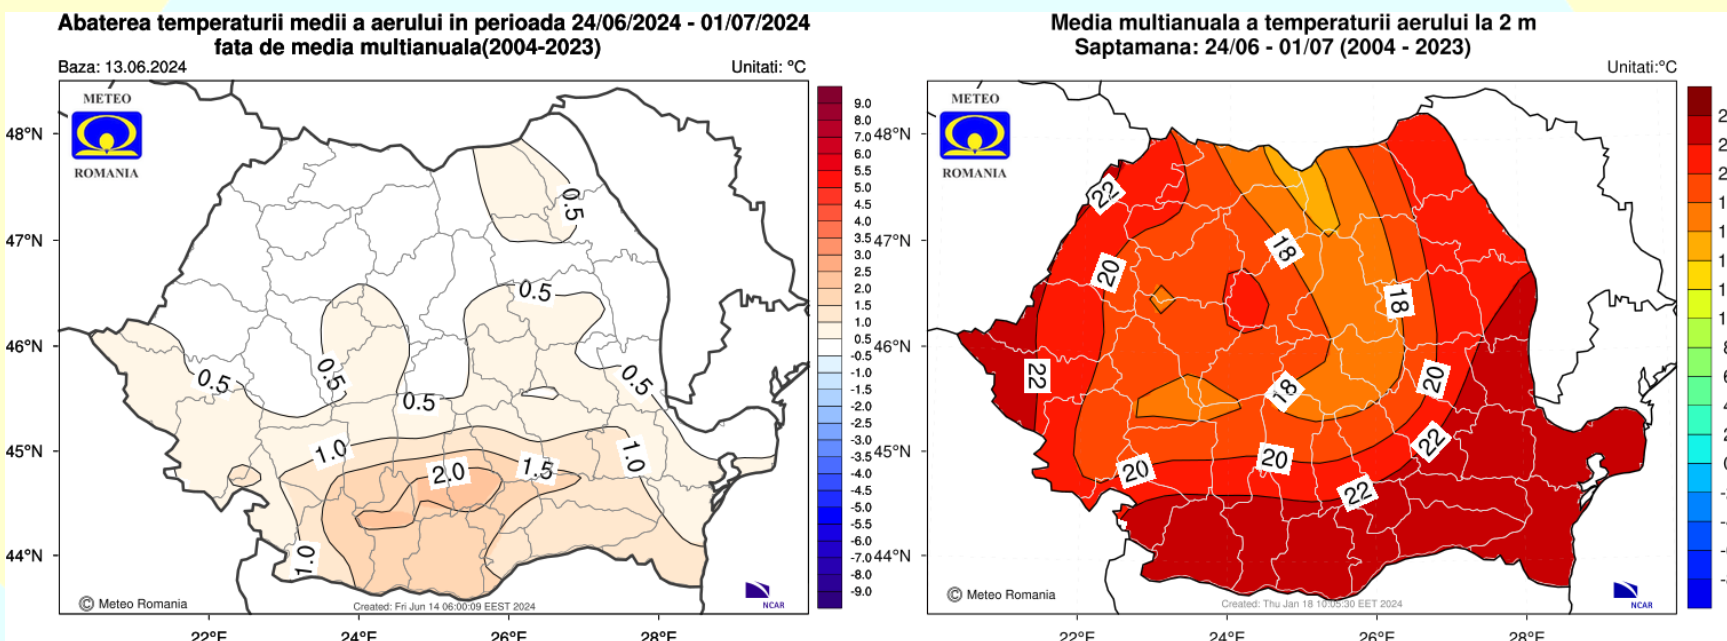 Abaterea temperaturii medii a aerului in perioada 24/06/2024 - 01/07/2024
fata de media multianuala(2004-2023)
Baza: 13.06.2024
Unitati: °C
METEO
ROMANIA
48°N
47°N
46°N
45°N
44°N
22°E
24°E
26°E
28°E
0.5
0.5
0.5
0.5
0.5
0.5
1.0
2.0
1.5
1.0
1.0
9.0
8.0
7.0
6.0
5.5
5.0
4.5
4.0
3.5
3.0
2.5
2.0
1.5
1.0
0.5
-0.5
-1.0
-1.5
-2.0
-2.5
-3.0
-3.5
-4.0
-4.5
-5.0
-5.5
-6.0
-7.0
-8.0
-9.0
© Meteo Romania
Created: Fri Jun 14 06:00:09 EEST 2024
NCAR
Media multianuala a temperaturii aerului la 2 m
Saptamana: 24/06 - 01/07 (2004 - 2023)
Unitati:°C
METEO
ROMANIA
48°N
47°N
46°N
45°N
44°N
22°E
24°E
26°E
28°E
22
20
18
18
22
18
20
22
20
20
22
© Meteo Romania
Created: Thu Jan 18 10:05:30 EET 2024
NCAR